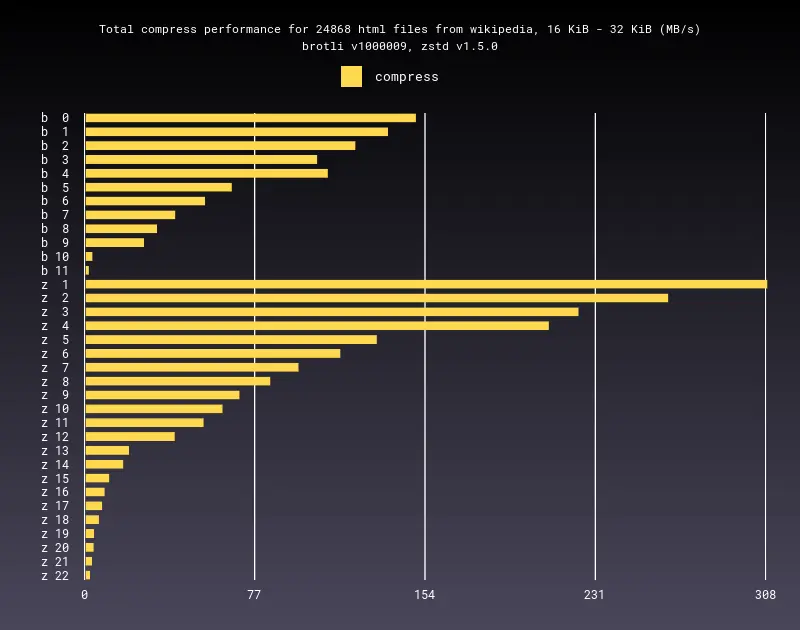 Total compress performance for 24868 html files from wikipedia, 16 KiB - 32 KiB (MB/s)
brotli v1000009, zstd v1.5.0
compress
b 0
b 1
b 2
b 3
b 4
b 5
b 6
b 7
b 8
b 9
b 10
b 11
z 1
z 2
z 3
z 4
z 5
z 6
z 7
z 8
z 9
z 10
z 11
z 12
z 13
z 14
z 15
z 16
z 17
z 18
z 19
z 20
z 21
z 22
0 77 154 231 308